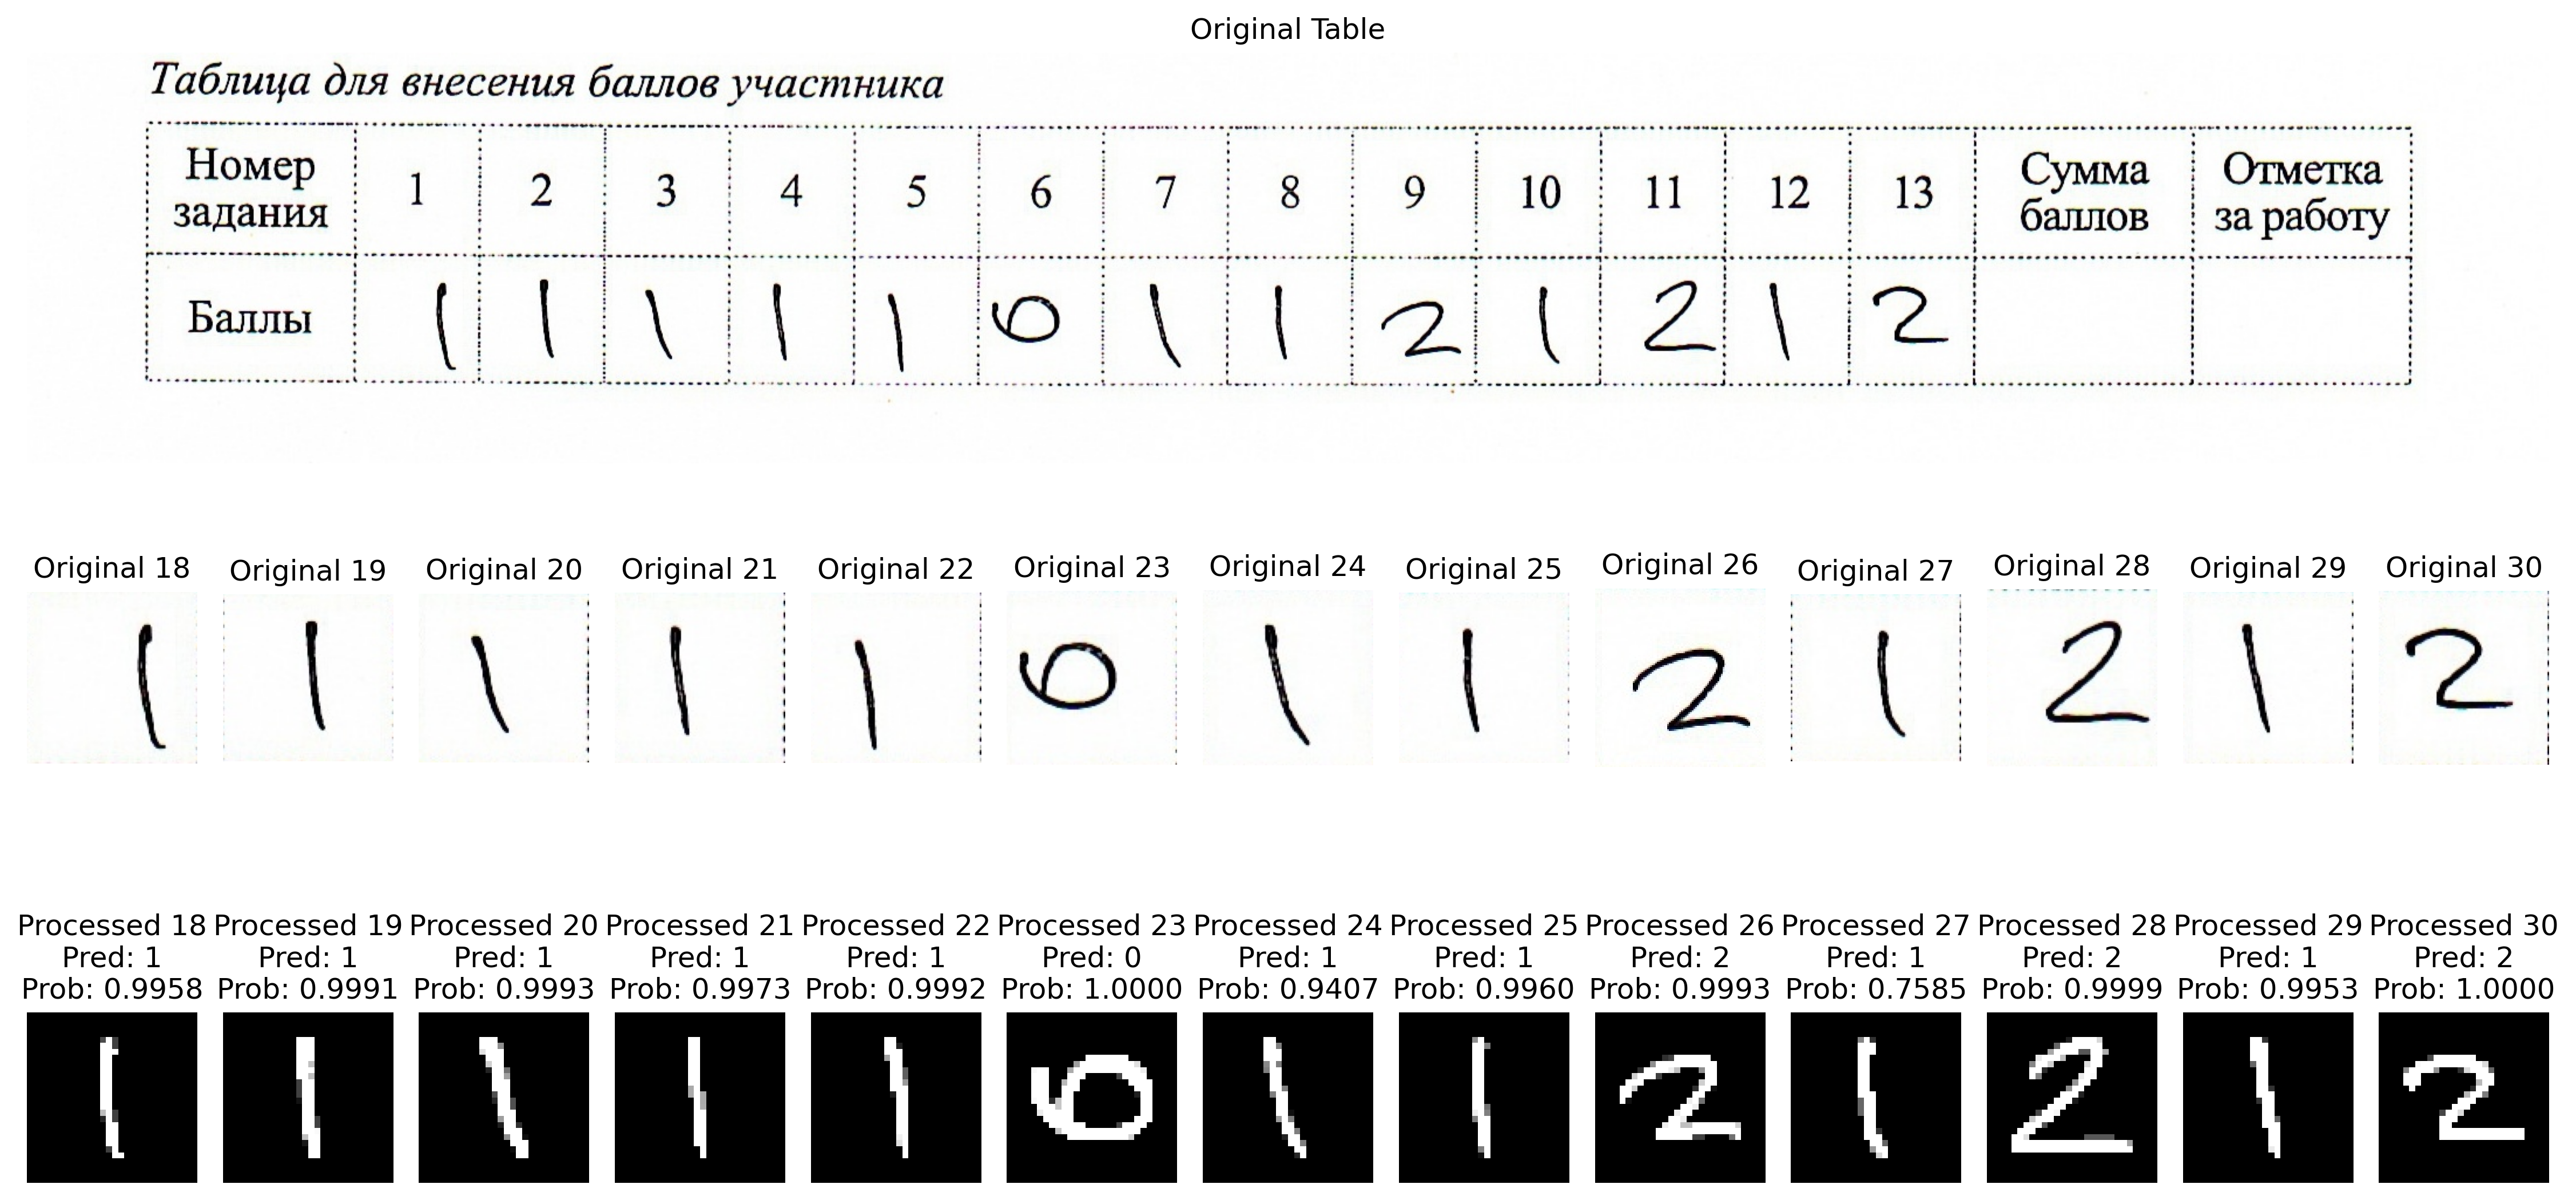 Original Table
Таблица для внесения баллов участника
Номер задания 1 2 3 4 5 6 7 8 9 10 11 12 13 Сумма баллов Отметка за работу
Баллы 1 1 1 1 1 0 1 1 2 1 2 1 2
Original 18 Original 19 Original 20 Original 21 Original 22 Original 23 Original 24 Original 25 Original 26 Original 27 Original 28 Original 29 Original 30
1 1 1 1 1 0 1 1 2 1 2 1 2
Processed 18 Processed 19 Processed 20 Processed 21 Processed 22 Processed 23 Processed 24 Processed 25 Processed 26 Processed 27 Processed 28 Processed 29 Processed 30
Pred: 1 Pred: 1 Pred: 1 Pred: 1 Pred: 1 Pred: 0 Pred: 1 Pred: 1 Pred: 2 Pred: 1 Pred: 2 Pred: 1 Pred: 2
Prob: 0.9958 Prob: 0.9991 Prob: 0.9993 Prob: 0.9973 Prob: 0.9992 Prob: 1.0000 Prob: 0.9407 Prob: 0.9960 Prob: 0.9993 Prob: 0.7585 Prob: 0.9999 Prob: 0.9953 Prob: 1.0000
1 1 1 1 1 0 1 1 2 1 2 1 2